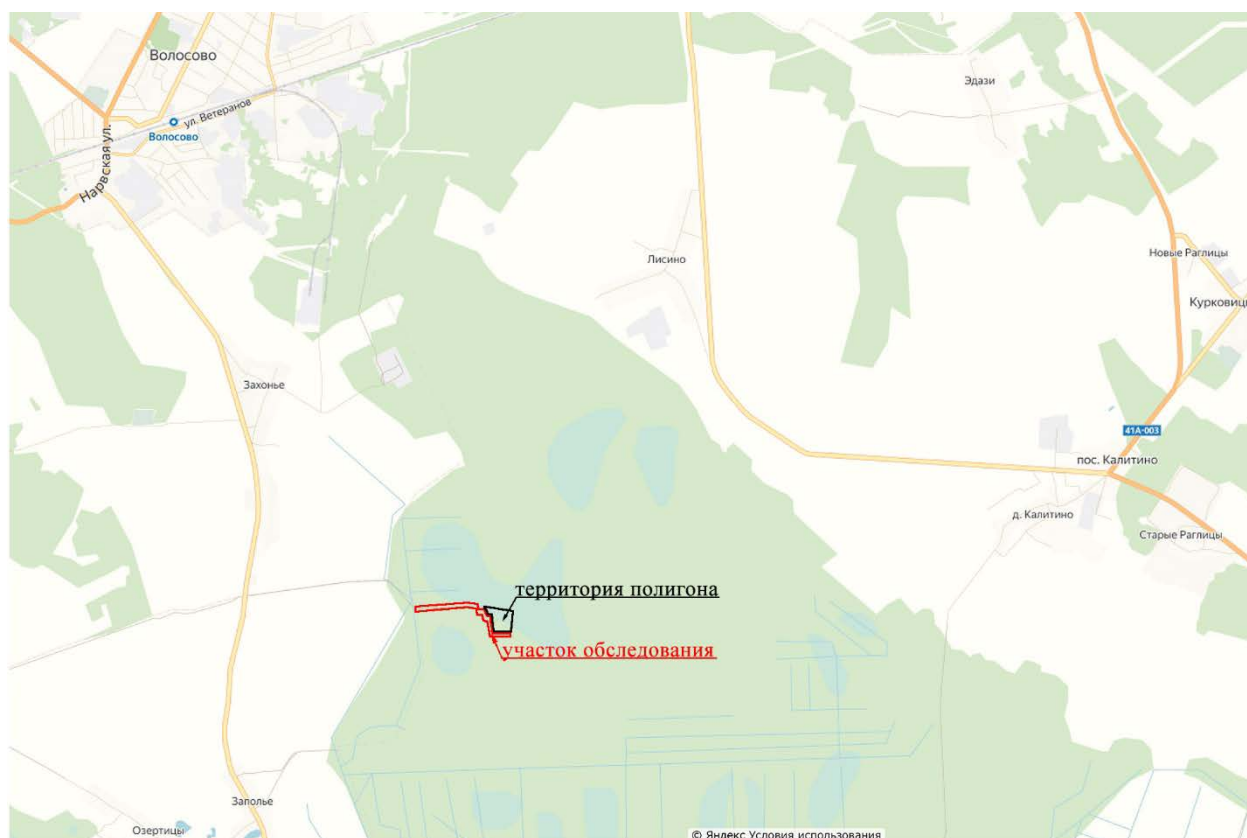 Волосово
ул. Ветеранов
Волосово
Нарвская ул.
Эдази
Лисино
Новые Раглицы
Курковиц
Захонье
41А-003
пос. Калитино
д. Калитино
Старые Раглицы
территория полигона
участок обследования
Заполье
Озертицы
© Яндекс Условия использования